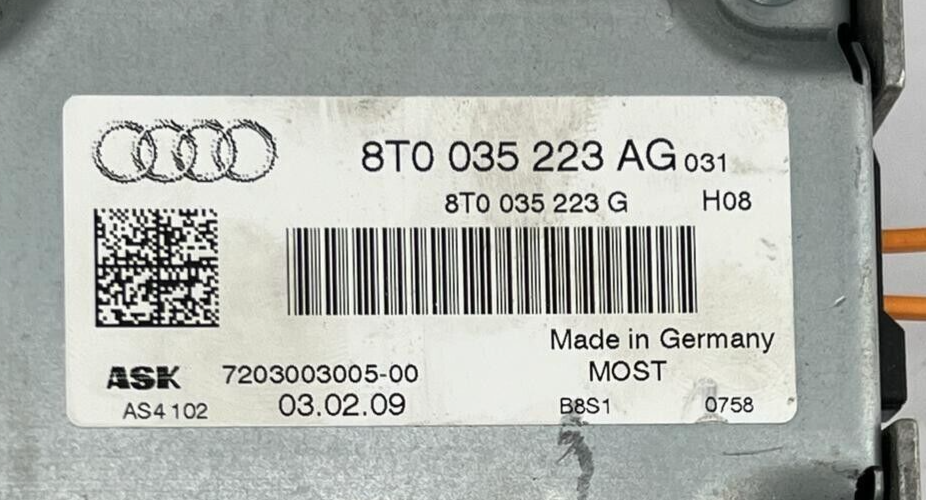 8T0 035 223 AG 031
8T0 035 223 G H08
Made in Germany
ASK 7203003005-00 MOST
AS4 102 03.02.09 B8S1 0758